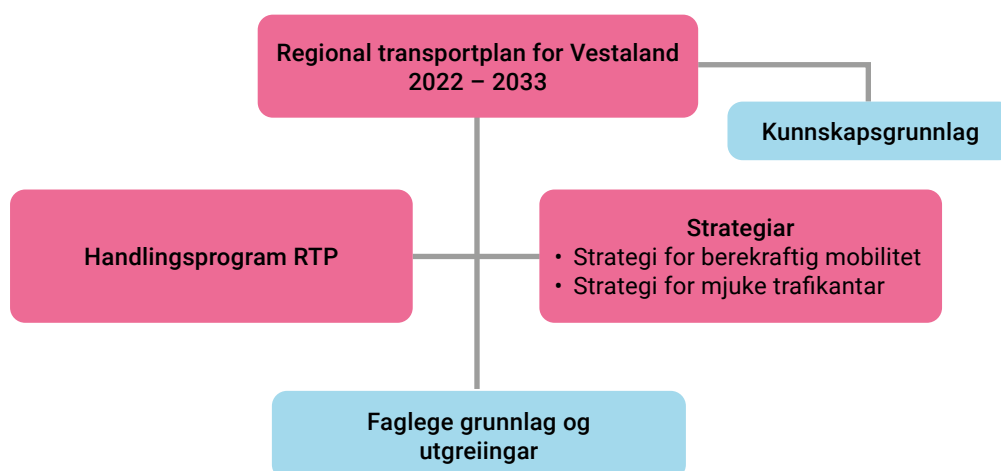 Regional transportplan for Vestaland
2022 – 2033
Kunnskapsgrunnlag
Handlingsprogram RTP
Strategiar
• Strategi for berekraftig mobilitet
• Strategi for mjuke trafikantar
Faglege grunnlag og
utgreiingar